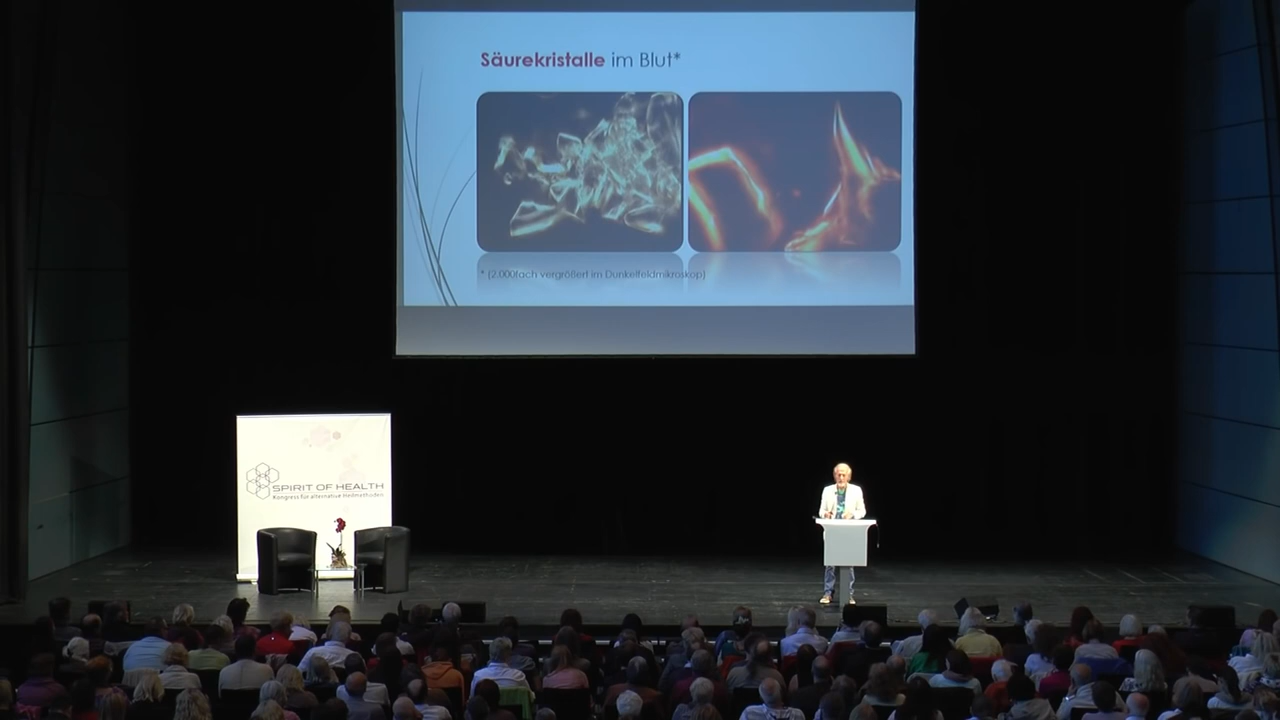 Säurekristalle im Blut*
* (2.000fach vergrößert im Dunkelfeldmikroskop)
SPIRIT OF HEALTH
Kongress für alternative Heilmethoden